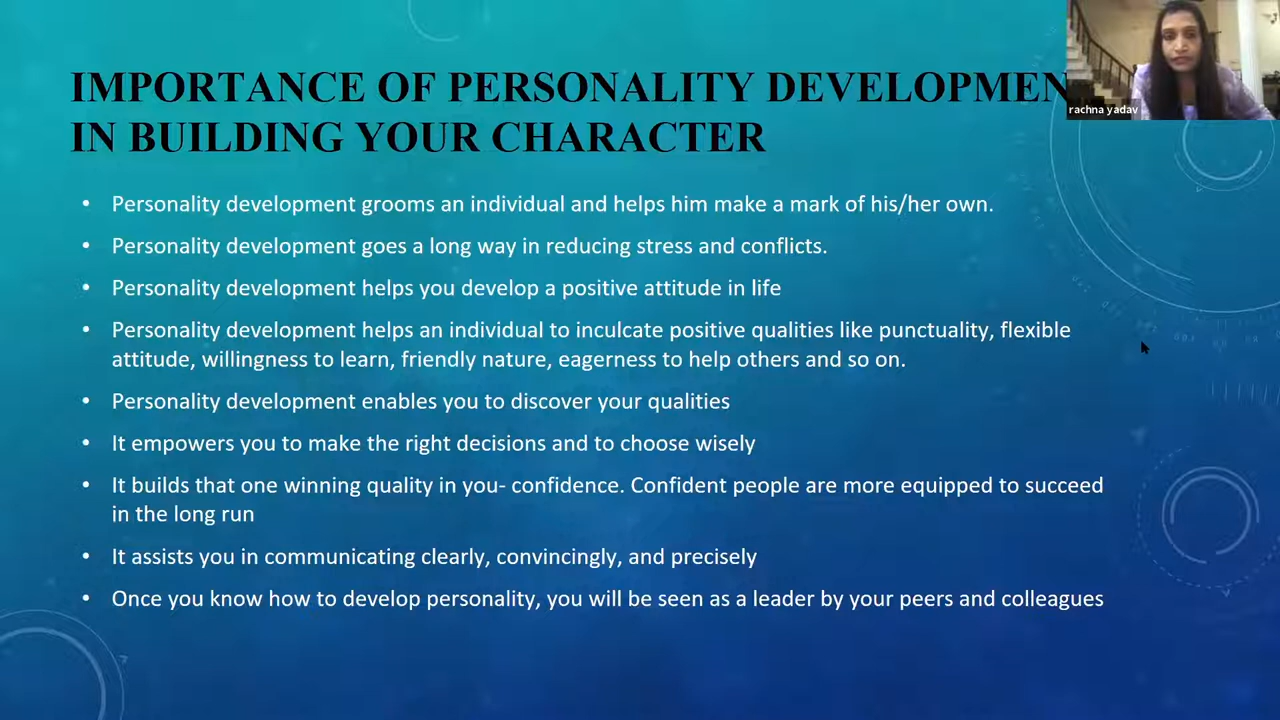 IMPORTANCE OF PERSONALITY DEVELOPMEN
IN BUILDING YOUR CHARACTER
rachna yadav
• Personality development grooms an individual and helps him make a mark of his/her own.
• Personality development goes a long way in reducing stress and conflicts.
• Personality development helps you develop a positive attitude in life
• Personality development helps an individual to inculcate positive qualities like punctuality, flexible
attitude, willingness to learn, friendly nature, eagerness to help others and so on.
• Personality development enables you to discover your qualities
• It empowers you to make the right decisions and to choose wisely
• It builds that one winning quality in you- confidence. Confident people are more equipped to succeed
in the long run
• It assists you in communicating clearly, convincingly, and precisely
• Once you know how to develop personality, you will be seen as a leader by your peers and colleagues